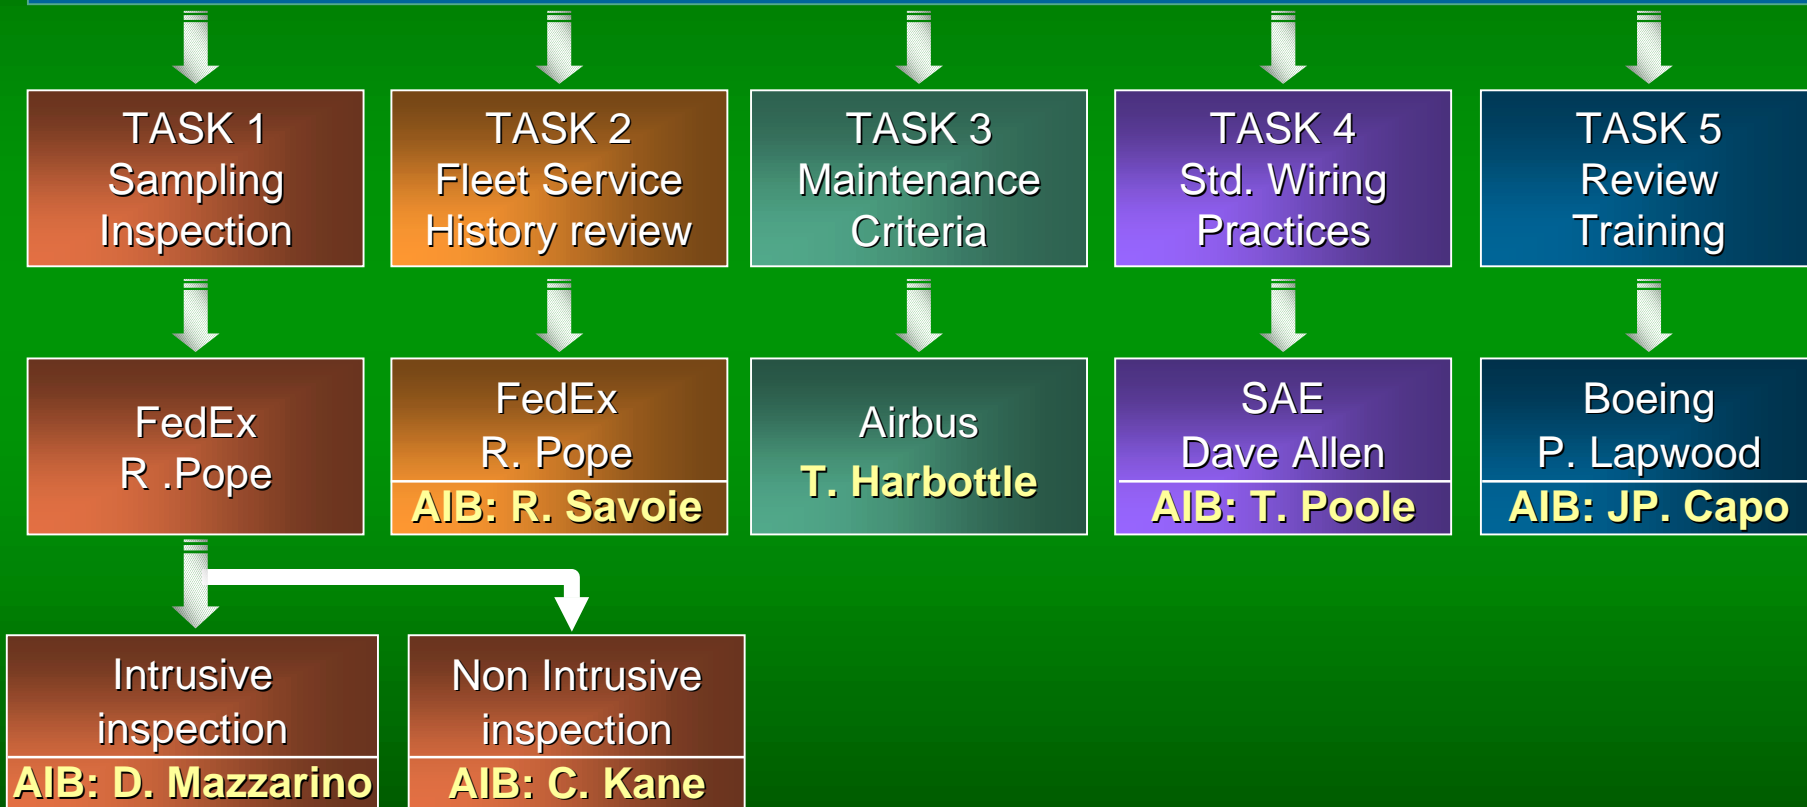 TASK 1
Sampling
Inspection
TASK 2
Fleet Service
History review
TASK 3
Maintenance
Criteria
TASK 4
Std. Wiring
Practices
TASK 5
Review
Training
FedEx
R .Pope
FedEx
R. Pope
AIB: R. Savoie
Airbus
T. Harbottle
SAE
Dave Allen
AIB: T. Poole
Boeing
P. Lapwood
AIB: JP. Capo
Intrusive
inspection
AIB: D. Mazzarino
Non Intrusive
inspection
AIB: C. Kane